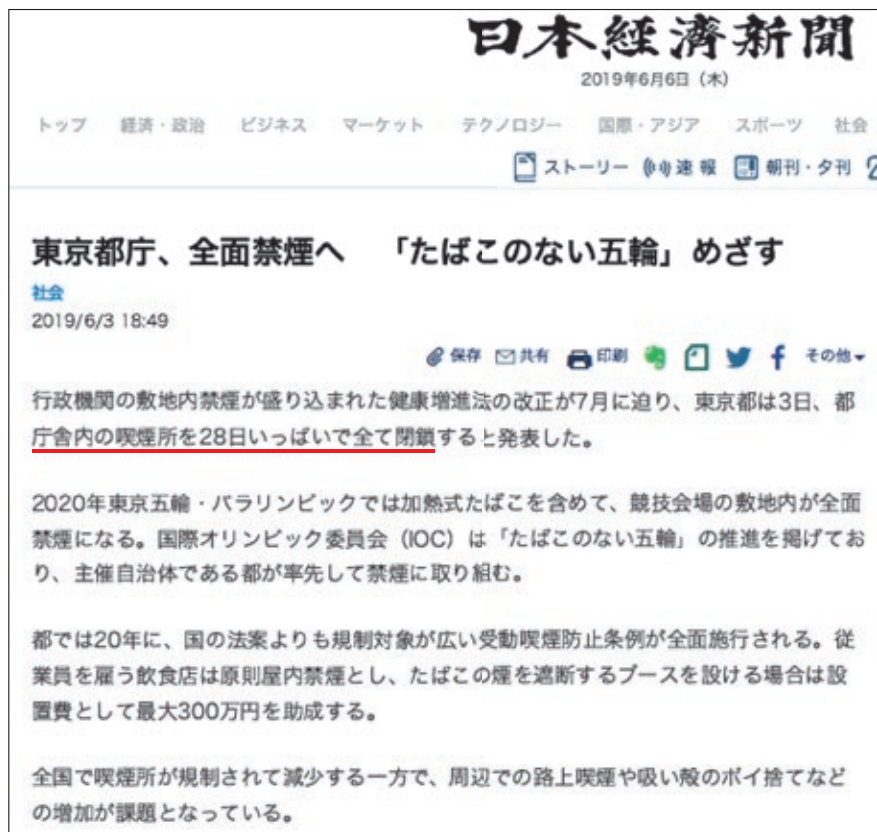 日本経済新聞
2019年6月6日（木）
トップ 経済・政治 ビジネス マーケット テクノロジー 国際・アジア スポーツ 社会
ストーリー 速報 朝刊・夕刊
東京都庁、全面禁煙へ 「たばこのない五輪」めざす
社会
2019/6/3 18:49
保存 共有 印刷 その他
行政機関の敷地内禁煙が盛り込まれた健康増進法の改正が7月に迫り、東京都は3日、都
庁舎内の喫煙所を28日いっぱいで全て閉鎖すると発表した。
2020年東京五輪・パラリンピックでは加熱式たばこを含めて、競技会場の敷地内が全面
禁煙になる。国際オリンピック委員会（IOC）は「たばこのない五輪」の推進を掲げてお
り、主催自治体である都が率先して禁煙に取り組む。
都では20年に、国の法案よりも規制対象が広い受動喫煙防止条例が全面施行される。従
業員を雇う飲食店は原則屋内禁煙とし、たばこの煙を遮断するブースを設ける場合は設
置費として最大300万円を助成する。
全国で喫煙所が規制されて減少する一方で、周辺での路上喫煙や吸い殻のポイ捨てなど
の増加が課題となっている。